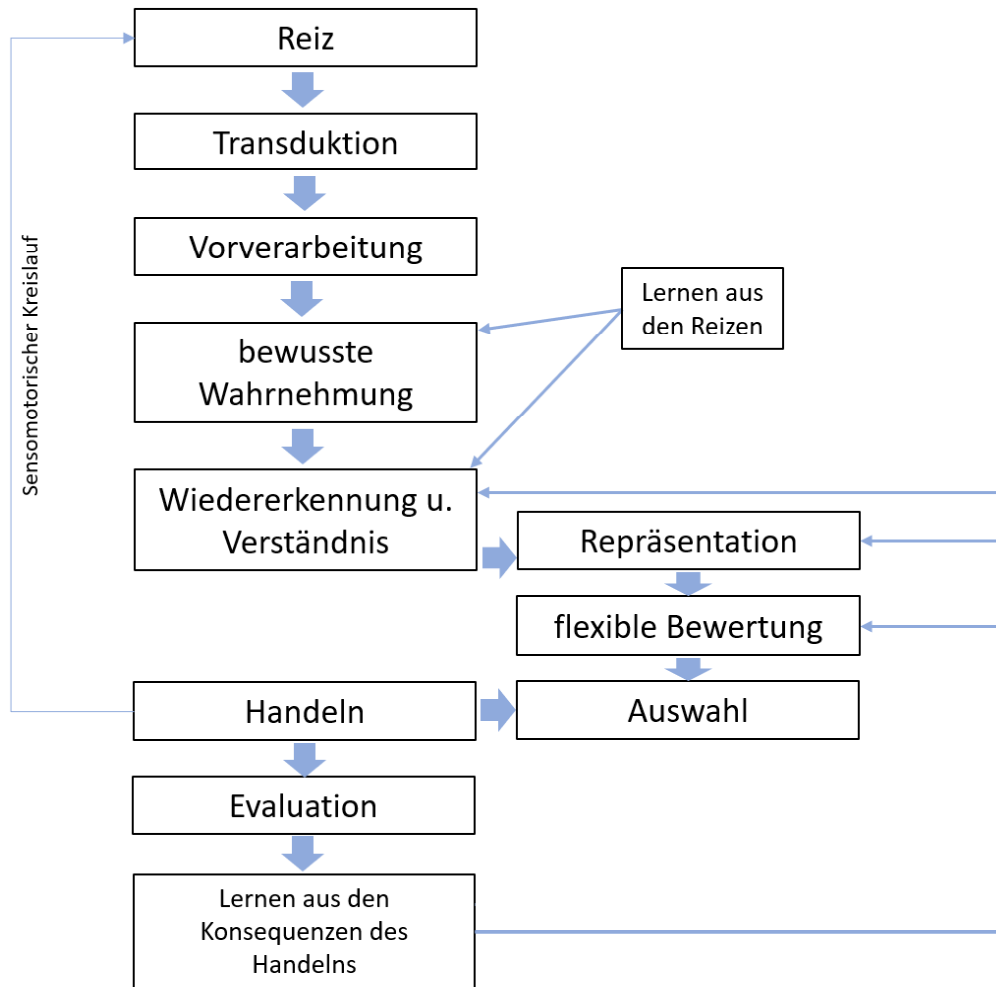 Reiz
Transduktion
Vorverarbeitung
Sensomotorischer Kreislauf
Lernen aus
den Reizen
bewusste
Wahrnehmung
Wiedererkennung u.
Verständnis
Repräsentation
flexible Bewertung
Handeln
Auswahl
Evaluation
Lernen aus den
Konsequenzen des
Handelns